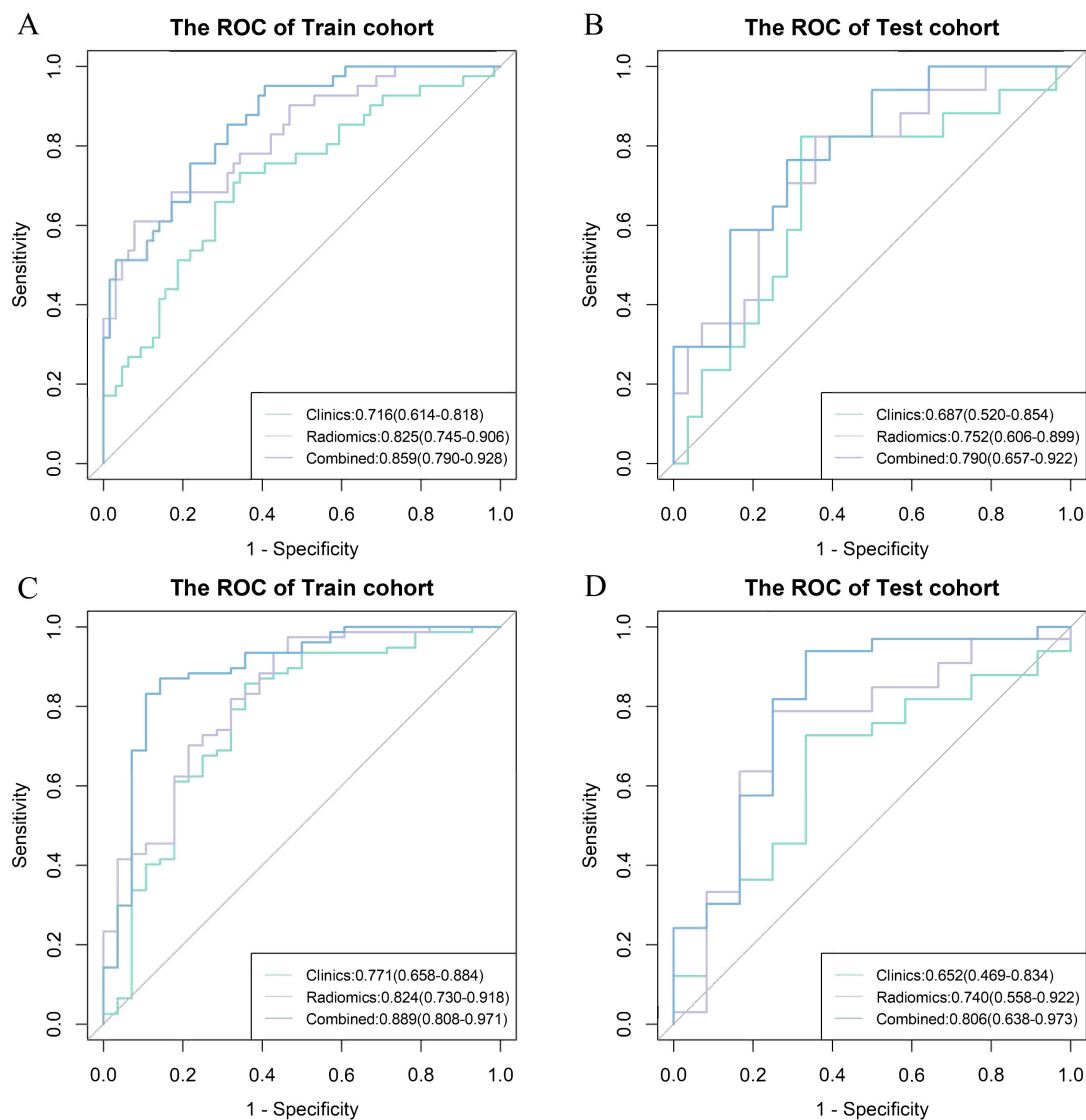 A
The ROC of Train cohort
1.0
0.8
0.6
0.4
0.2
0.0
Sensitivity
Clinics:0.716(0.614-0.818)
Radiomics:0.825(0.745-0.906)
Combined:0.859(0.790-0.928)
0.0 0.2 0.4 0.6 0.8 1.0
1 - Specificity
B
The ROC of Test cohort
1.0
0.8
0.6
0.4
0.2
0.0
Sensitivity
Clinics:0.687(0.520-0.854)
Radiomics:0.752(0.606-0.899)
Combined:0.790(0.657-0.922)
0.0 0.2 0.4 0.6 0.8 1.0
1 - Specificity
C
The ROC of Train cohort
1.0
0.8
0.6
0.4
0.2
0.0
Sensitivity
Clinics:0.771(0.658-0.884)
Radiomics:0.824(0.730-0.918)
Combined:0.889(0.808-0.971)
0.0 0.2 0.4 0.6 0.8 1.0
1 - Specificity
D
The ROC of Test cohort
1.0
0.8
0.6
0.4
0.2
0.0
Sensitivity
Clinics:0.652(0.469-0.834)
Radiomics:0.740(0.558-0.922)
Combined:0.806(0.638-0.973)
0.0 0.2 0.4 0.6 0.8 1.0
1 - Specificity